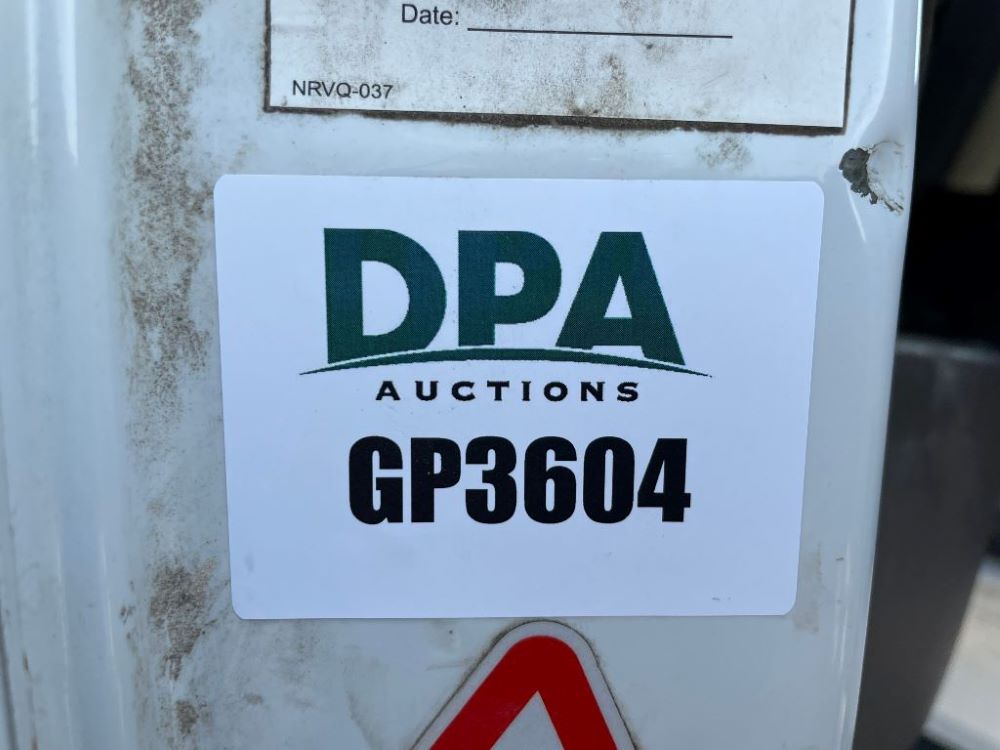 Date:
NRVQ-037
DPA
AUCTIONS
GP3604